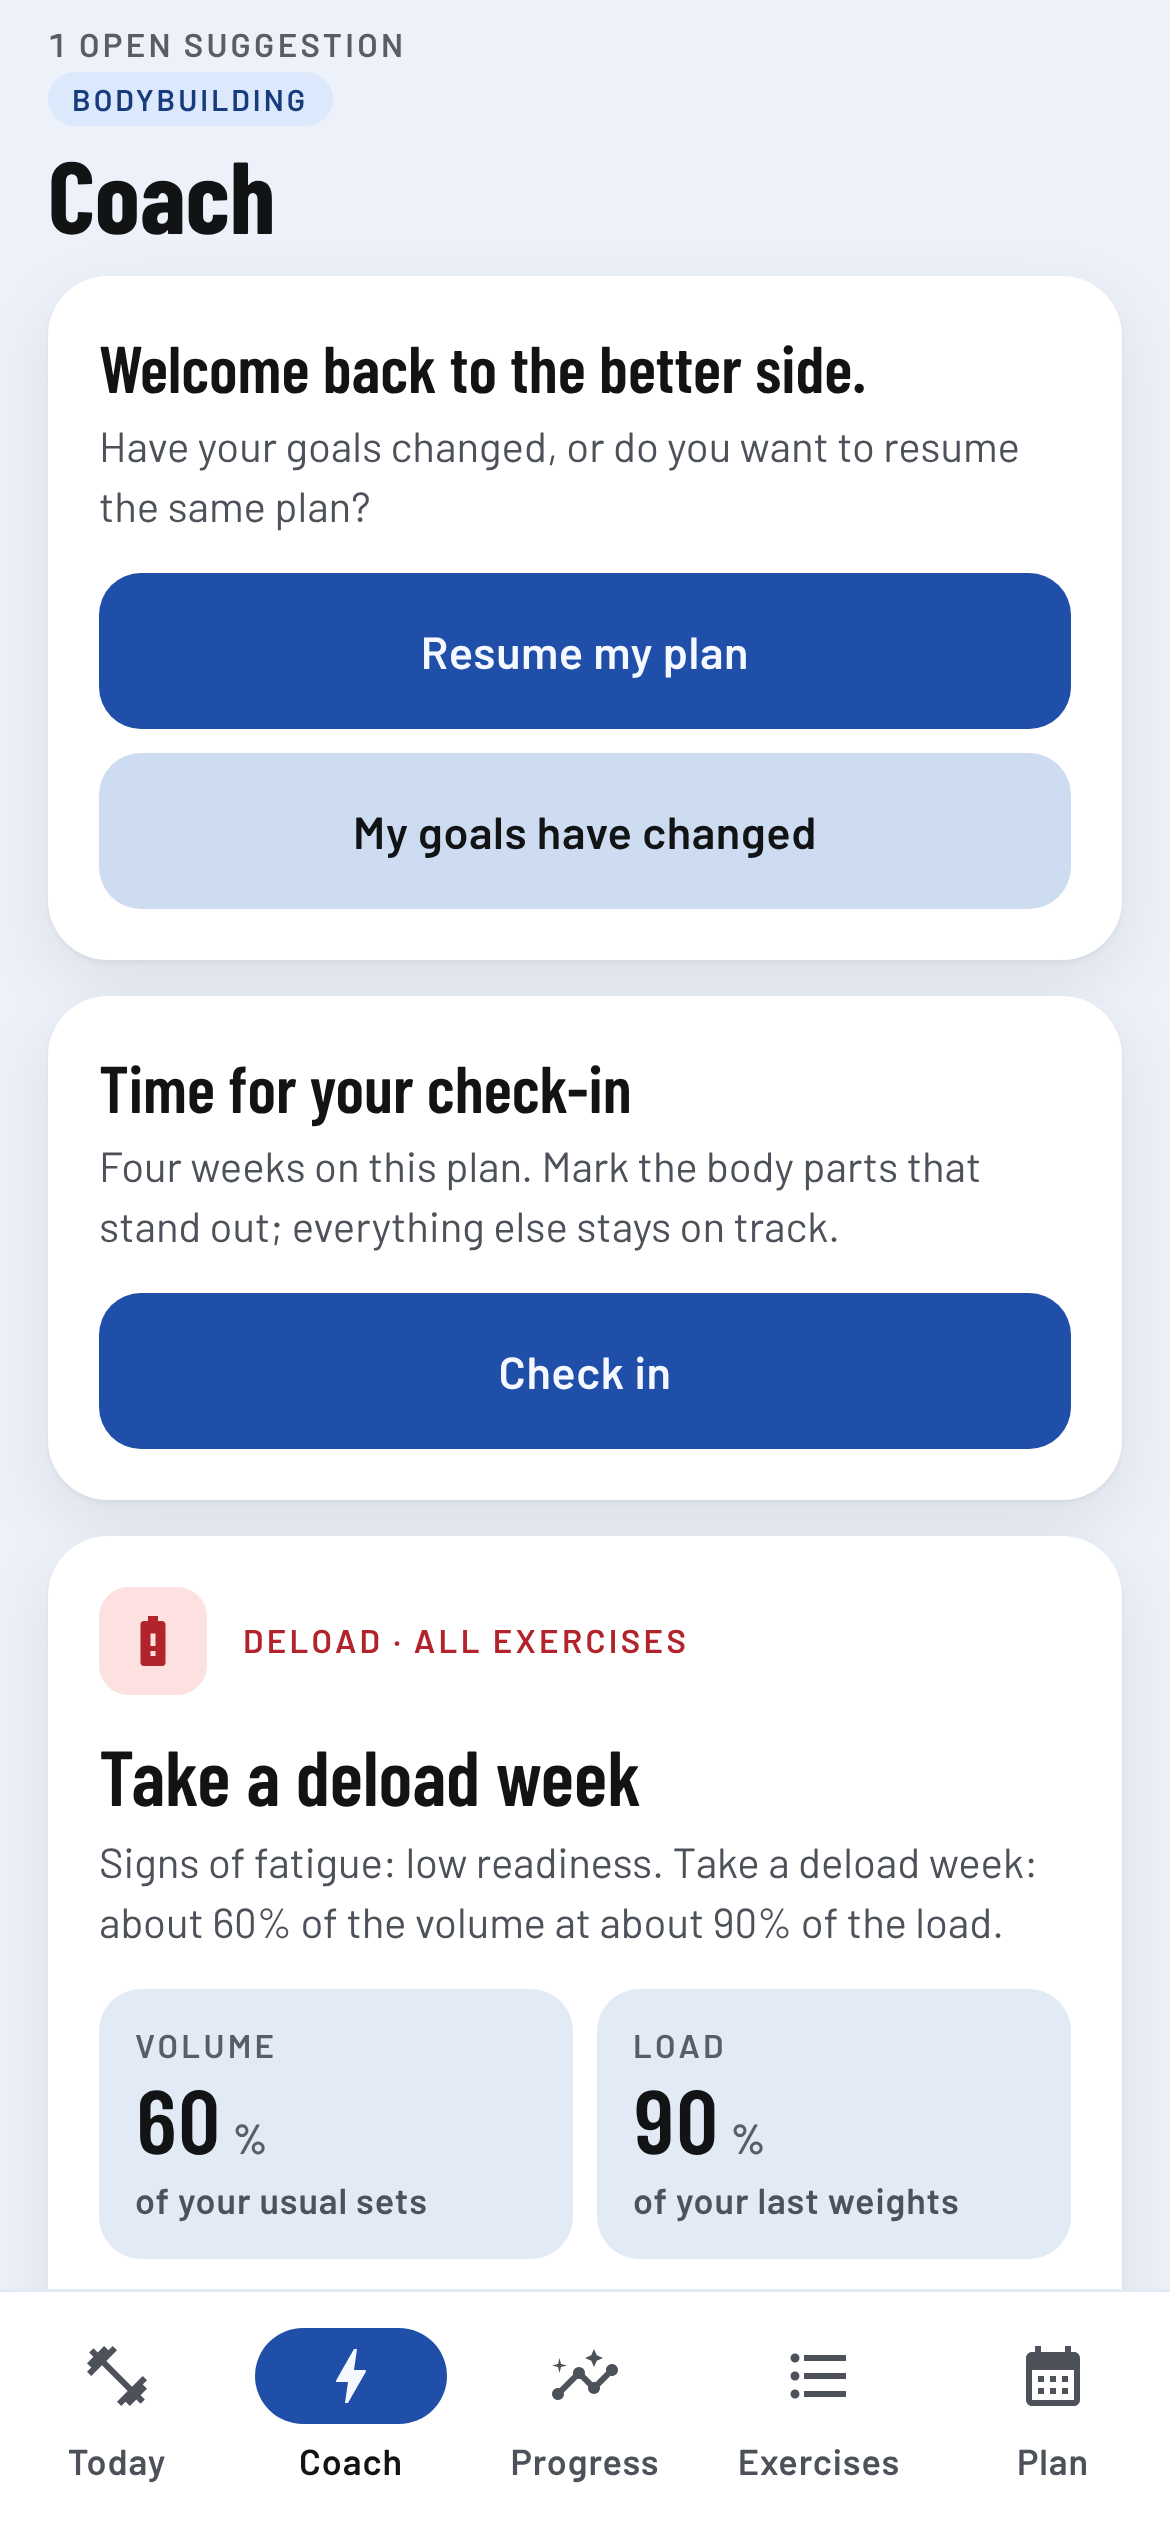 1 OPEN SUGGESTION
BODYBUILDING
Coach
Welcome back to the better side.
Have your goals changed, or do you want to resume
the same plan?
Resume my plan
My goals have changed
Time for your check-in
Four weeks on this plan. Mark the body parts that
stand out; everything else stays on track.
Check in
DELOAD · ALL EXERCISES
Take a deload week
Signs of fatigue: low readiness. Take a deload week:
about 60% of the volume at about 90% of the load.
VOLUME
60 %
of your usual sets
LOAD
90 %
of your last weights
Today
Coach
Progress
Exercises
Plan